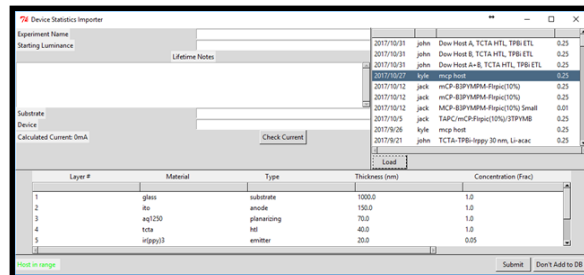 Device Statistics Importer
Experiment Name
Starting Luminance
Lifetime Notes
Substrate
Device
Calculated Current: 0mA
Check Current
2017/10/31 john Dow Host A, TCTA HTL, TPBi ETL 0.25
2017/10/31 john Dow Host B, TCTA HTL, TPBi ETL 0.25
2017/10/31 john Dow Host A+B, TCTA HTL, TPBi ETL 0.25
2017/10/27 kyle mcp host 0.25
2017/10/12 jack mCP-B3PYMPM-FIrpic(10%) 0.25
2017/10/12 jack mCP-B3PYMPM-FIrpic(10%) 0.25
2017/10/12 jack MCP-B3PYMPM-FIrpic(10%) Small 0.01
2017/10/5 jack TAPC/mCP:FIrpic(10%)/3TPYMB 0.25
2017/9/26 kyle mcp host 0.25
2017/9/21 john TCTA-TPBi-Irppy 30 nm, Li-acac 0.25
Load
Layer # Material Type Thickness (nm) Concentration (Frac)
1 glass substrate 1000.0 1.0
2 ito anode 150.0 1.0
3 aq1250 planarizing 70.0 1.0
4 tcta htl 40.0 1.0
5 ir(ppy)3 emitter 20.0 0.05
Host in range
Submit Don't Add to DB